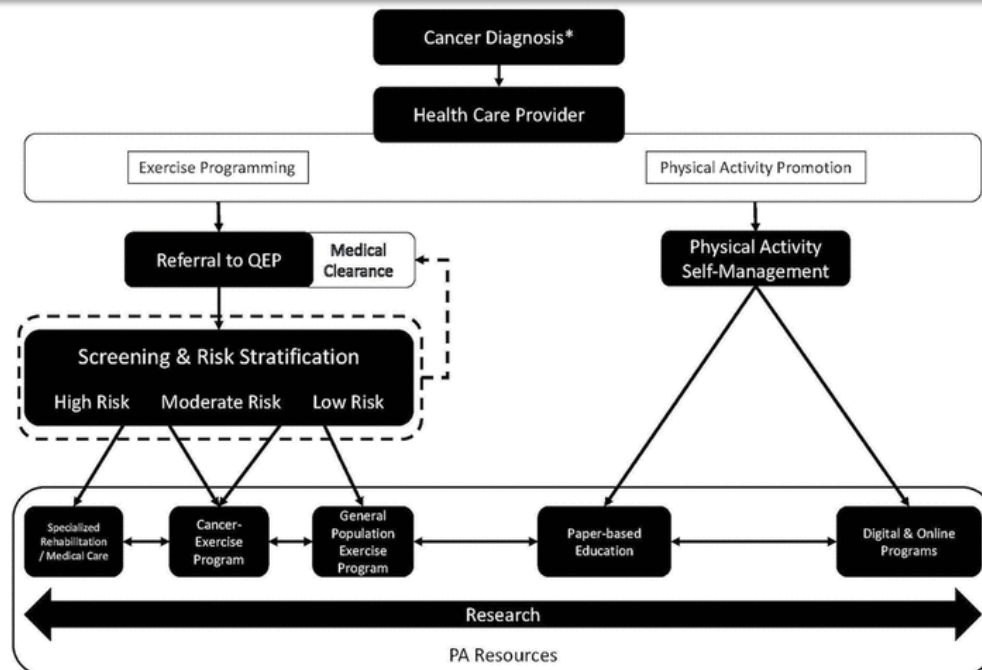 Cancer Diagnosis*
Health Care Provider
Exercise Programming
Physical Activity Promotion
Referral to QEP
Medical
Clearance
Physical Activity
Self-Management
Screening & Risk Stratification
High Risk
Moderate Risk
Low Risk
Specialized
Rehabilitation
/ Medical Care
Cancer-
Exercise
Program
General
Population
Exercise
Program
Paper-based
Education
Digital & Online
Programs
Research
PA Resources